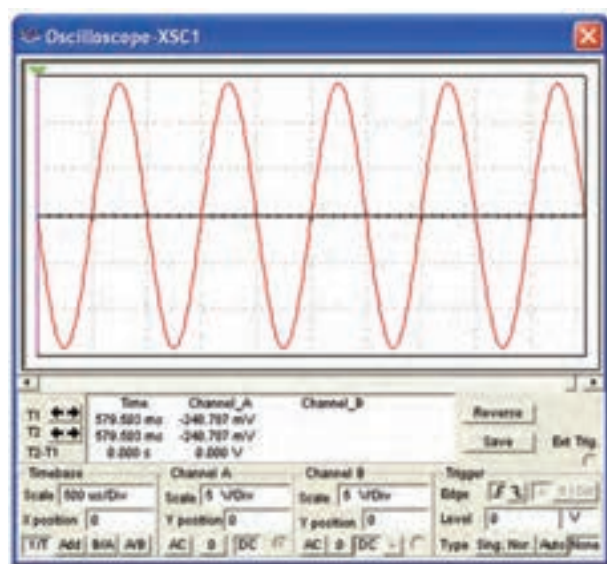 Oscilloscope-XSC1
Time Channel_A Channel_B
T1 579.683 ms -240.707 mV
T2 579.683 ms -240.707 mV
T2-T1 0.000 s 0.000 V
Reverse
Save
Ext Trig.
Timebase Channel A Channel B Trigger
Scale 500 us/Div Scale 5 V/Div Scale 5 V/Div Edge
X position 0 Y position 0 Y position 0 Level 0 V
Y/T Add B/A A/B AC 0 DC AC 0 DC - Type Sing. Nor. Auto None